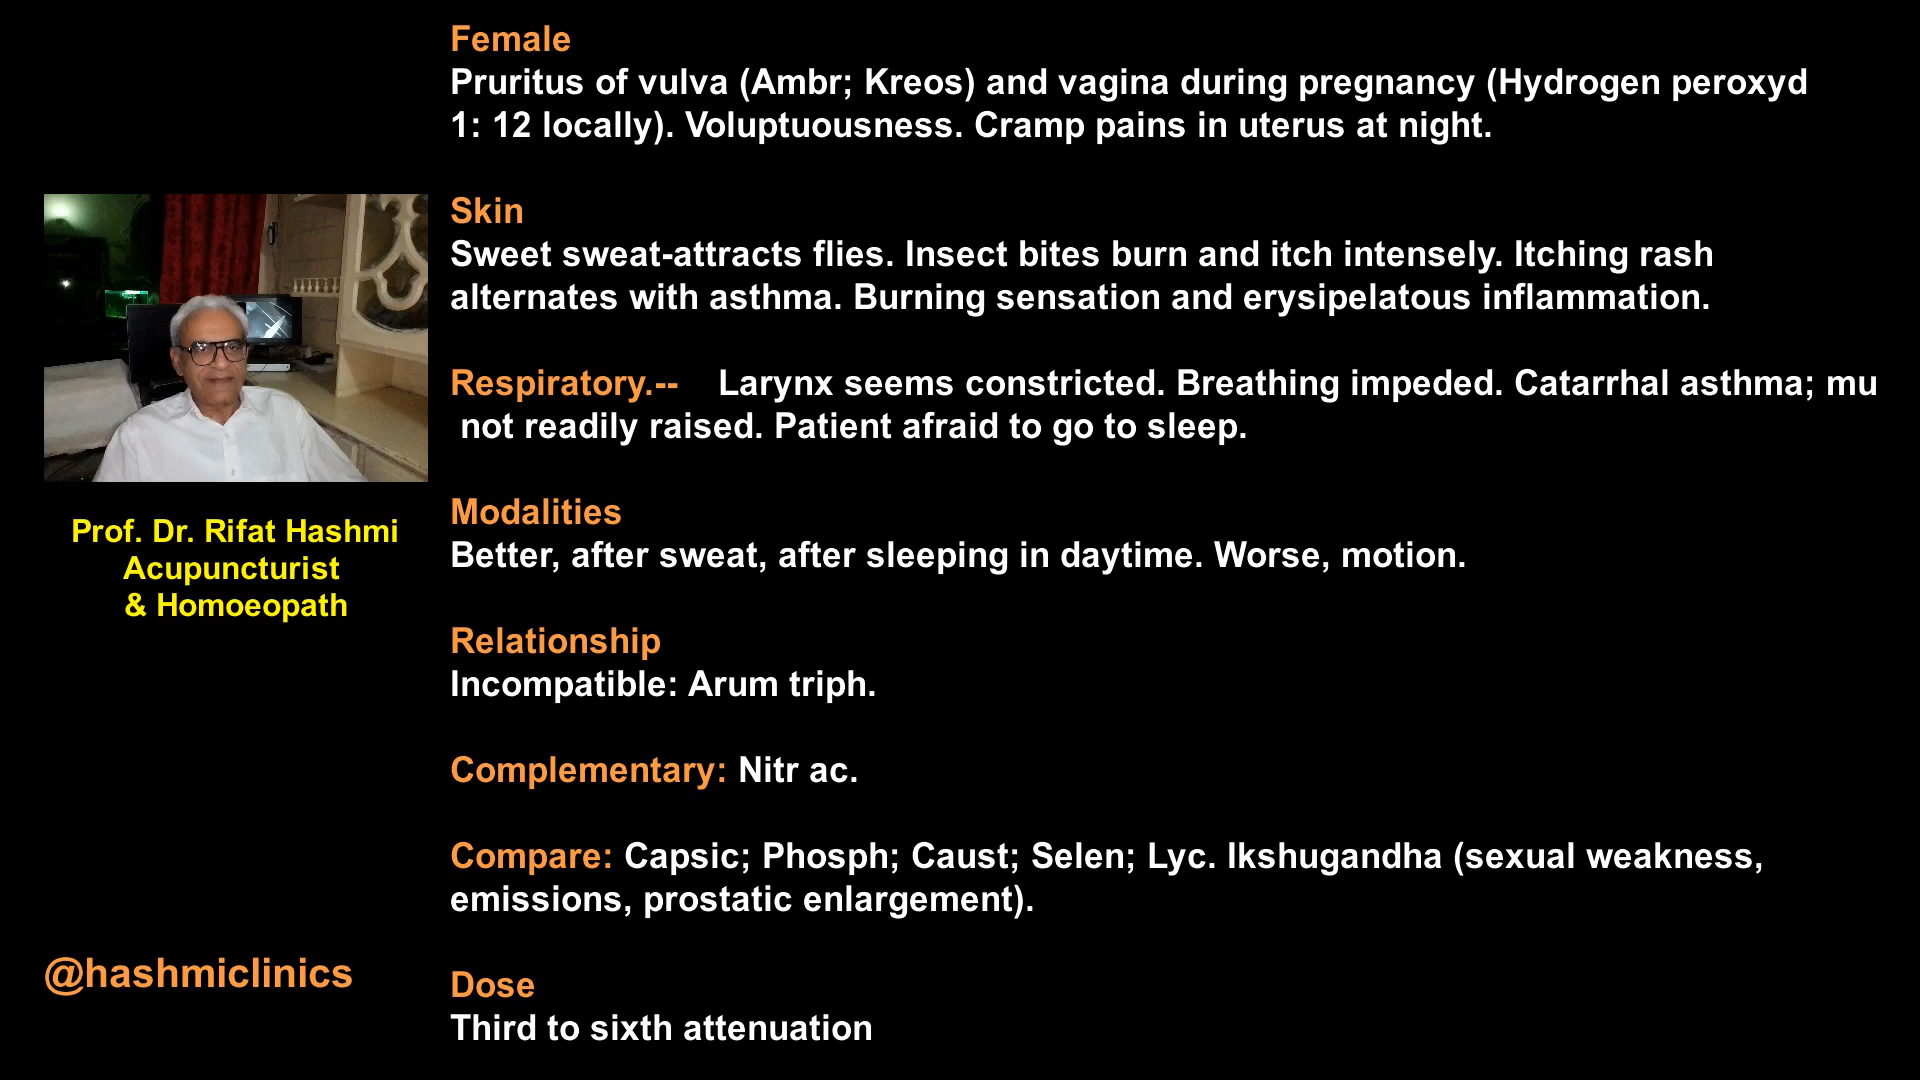 Female
Pruritus of vulva (Ambr; Kreos) and vagina during pregnancy (Hydrogen peroxyd
1: 12 locally). Voluptuousness. Cramp pains in uterus at night.
Skin
Sweet sweat-attracts flies. Insect bites burn and itch intensely. Itching rash
alternates with asthma. Burning sensation and erysipelatous inflammation.
Respiratory.-- Larynx seems constricted. Breathing impeded. Catarrhal asthma; mu
not readily raised. Patient afraid to go to sleep.
Modalities
Better, after sweat, after sleeping in daytime. Worse, motion.
Relationship
Incompatible: Arum triph.
Complementary: Nitr ac.
Compare: Capsic; Phosph; Caust; Selen; Lyc. Ikshugandha (sexual weakness,
emissions, prostatic enlargement).
Dose
Third to sixth attenuation
Prof. Dr. Rifat Hashmi
Acupuncturist
& Homoeopath
@hashmiclinics